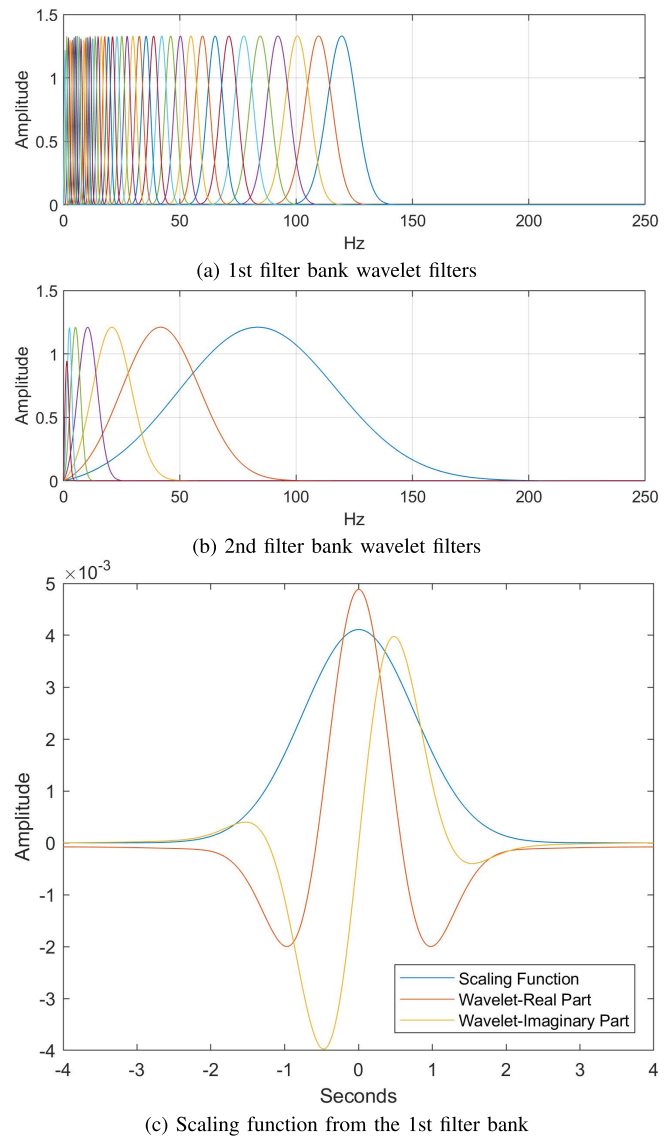 1.5
1
0.5
0
Amplitude
0 50 100 150 200 250
Hz
(a) 1st filter bank wavelet filters
1.5
1
0.5
0
Amplitude
0 50 100 150 200 250
Hz
(b) 2nd filter bank wavelet filters
×10⁻³
5
4
3
2
1
0
-1
-2
-3
-4
Amplitude
Scaling Function
Wavelet-Real Part
Wavelet-Imaginary Part
-4 -3 -2 -1 0 1 2 3 4
Seconds
(c) Scaling function from the 1st filter bank